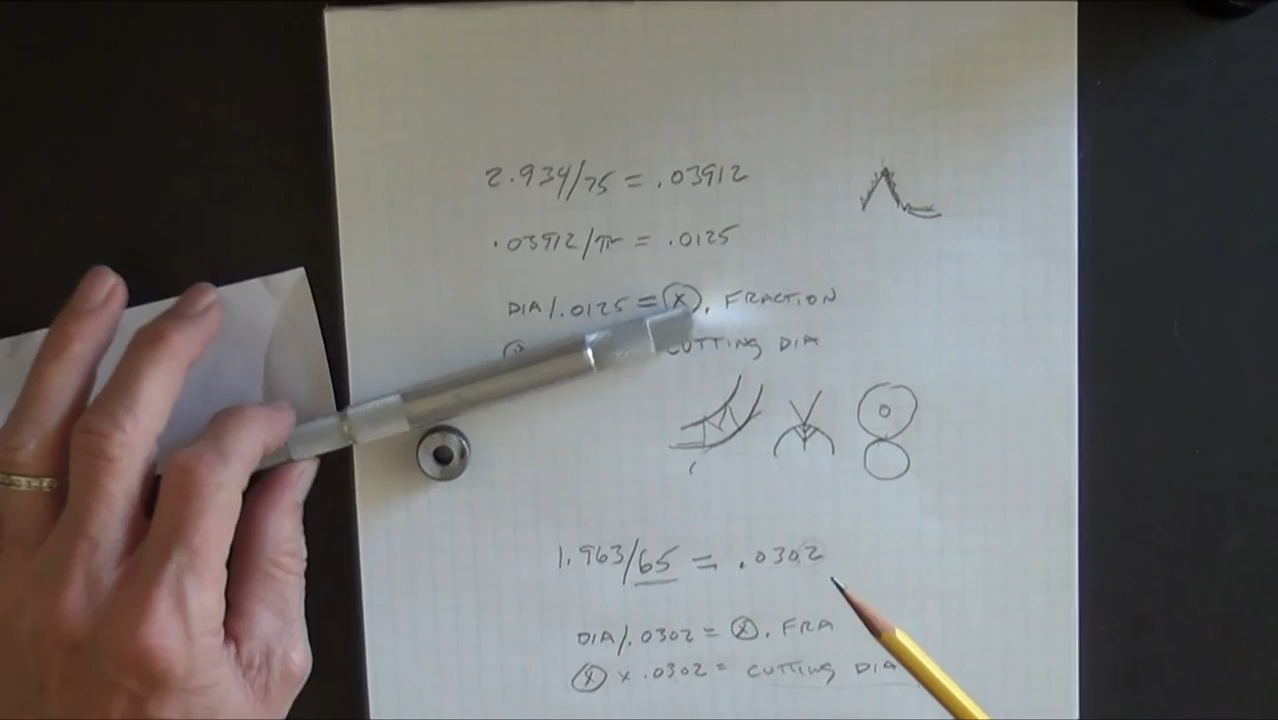 2.934/75 = .03912
.03912/π = .0125
DIA/.0125 = X. FRACTION
CUTTING DIA
1.963/65 = .0302
DIA/.0302 = X. FRA
X x .0302 = CUTTING DIA